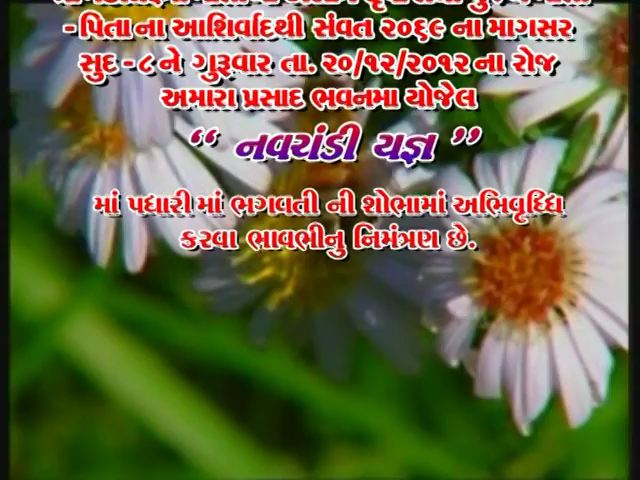 - પિતા ના આશિર્વાદથી સંવત ૨૦૬૯ ના માગસર
સુદ - ૮ ને ગુરૂવાર તા. ૨૦/૧૨/૨૦૧૨ ના રોજ
અમારા પ્રસાદ ભવનમા યોજેલ
“ નવચંડી યજ્ઞ ”
માં પધારી માં ભગવતી ની શોભામાં અભિવૃધ્ધિ
કરવા ભાવભીનુ નિમંત્રણ છે.